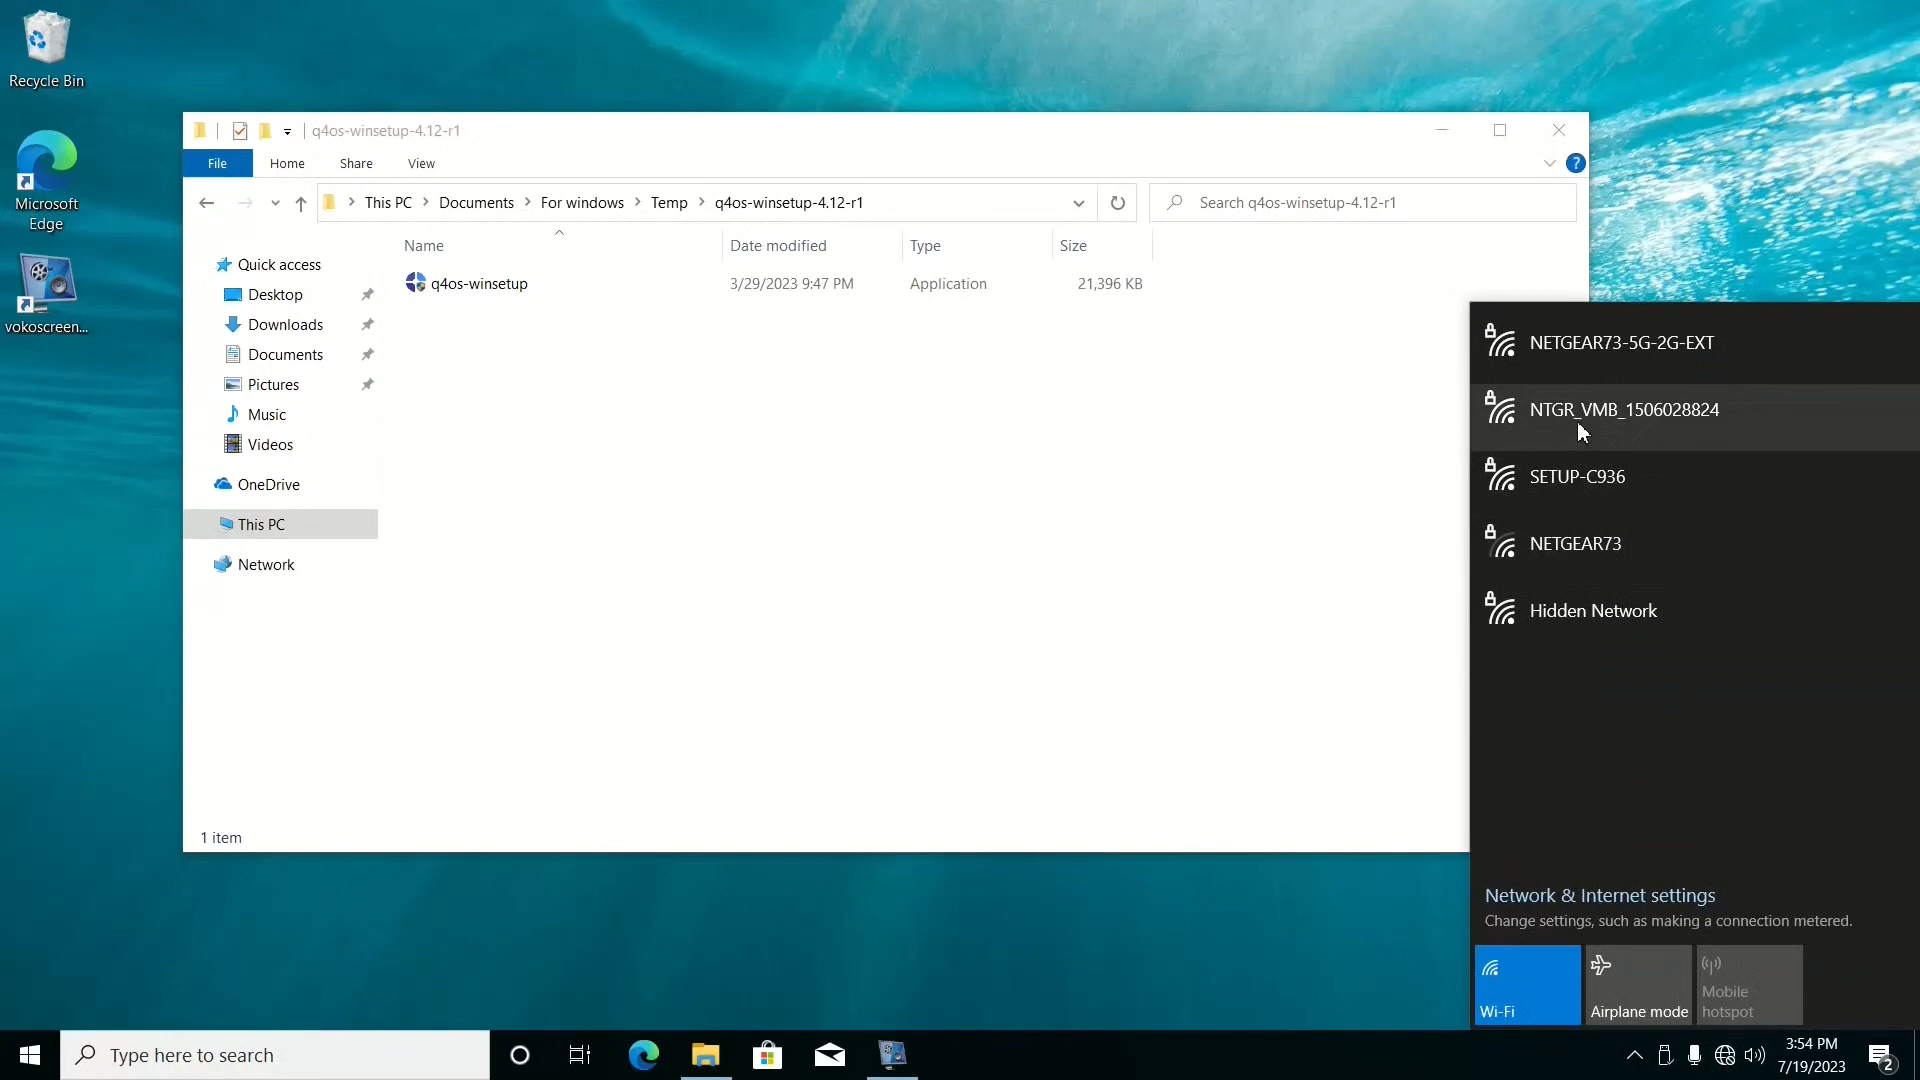 Recycle Bin
Microsoft
Edge
vokoscreen...
q4os-winsetup-4.12-r1
File
Home
Share
View
?
This PC
Documents
For windows
Temp
q4os-winsetup-4.12-r1
Search q4os-winsetup-4.12-r1
Name
Date modified
Type
Size
q4os-winsetup
3/29/2023 9:47 PM
Application
21,396 KB
Quick access
Desktop
Downloads
Documents
Pictures
Music
Videos
OneDrive
This PC
Network
1 item
NETGEAR73-5G-2G-EXT
NTGR_VMB_1506028824
SETUP-C936
NETGEAR73
Hidden Network
Network & Internet settings
Change settings, such as making a connection metered.
Wi-Fi
Airplane mode
Mobile
hotspot
Type here to search
3:54 PM
7/19/2023
2